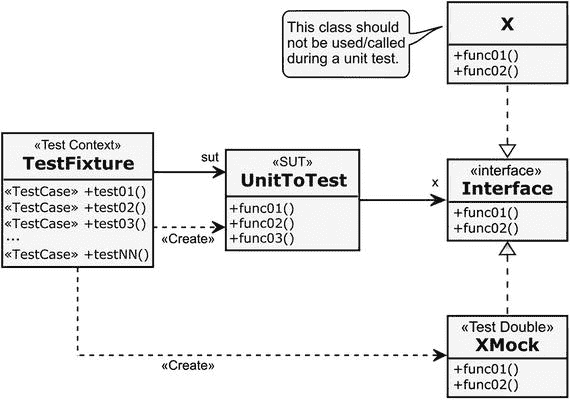 This class should
not be used/called
during a unit test.
X
+func01()
+func02()
«Test Context»
TestFixture
«TestCase» +test01()
«TestCase» +test02()
«TestCase» +test03()
...
«TestCase» +testNN()
sut
«Create»
«SUT»
UnitToTest
+func01()
+func02()
+func03()
x
«interface»
Interface
+func01()
+func02()
«Create»
«Test Double»
XMock
+func01()
+func02()